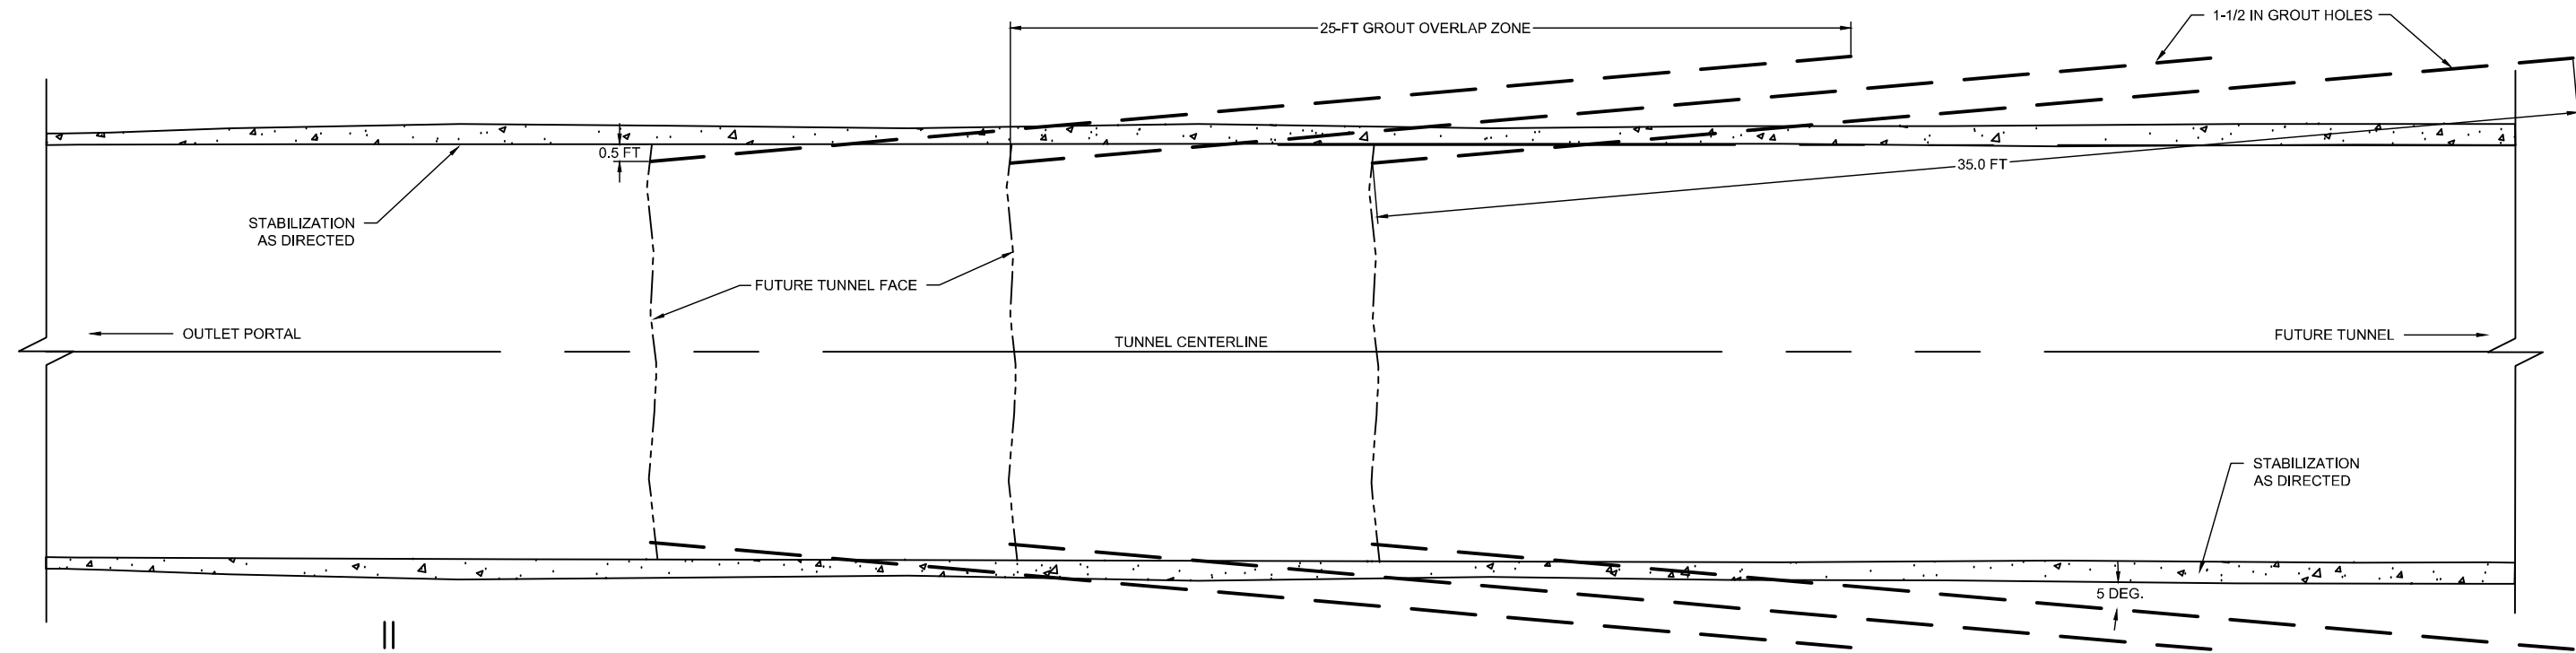 1-1/2 IN GROUT HOLES
25-FT GROUT OVERLAP ZONE
0.5 FT
35.0 FT
STABILIZATION
AS DIRECTED
FUTURE TUNNEL FACE
OUTLET PORTAL
TUNNEL CENTERLINE
FUTURE TUNNEL
STABILIZATION
AS DIRECTED
5 DEG.